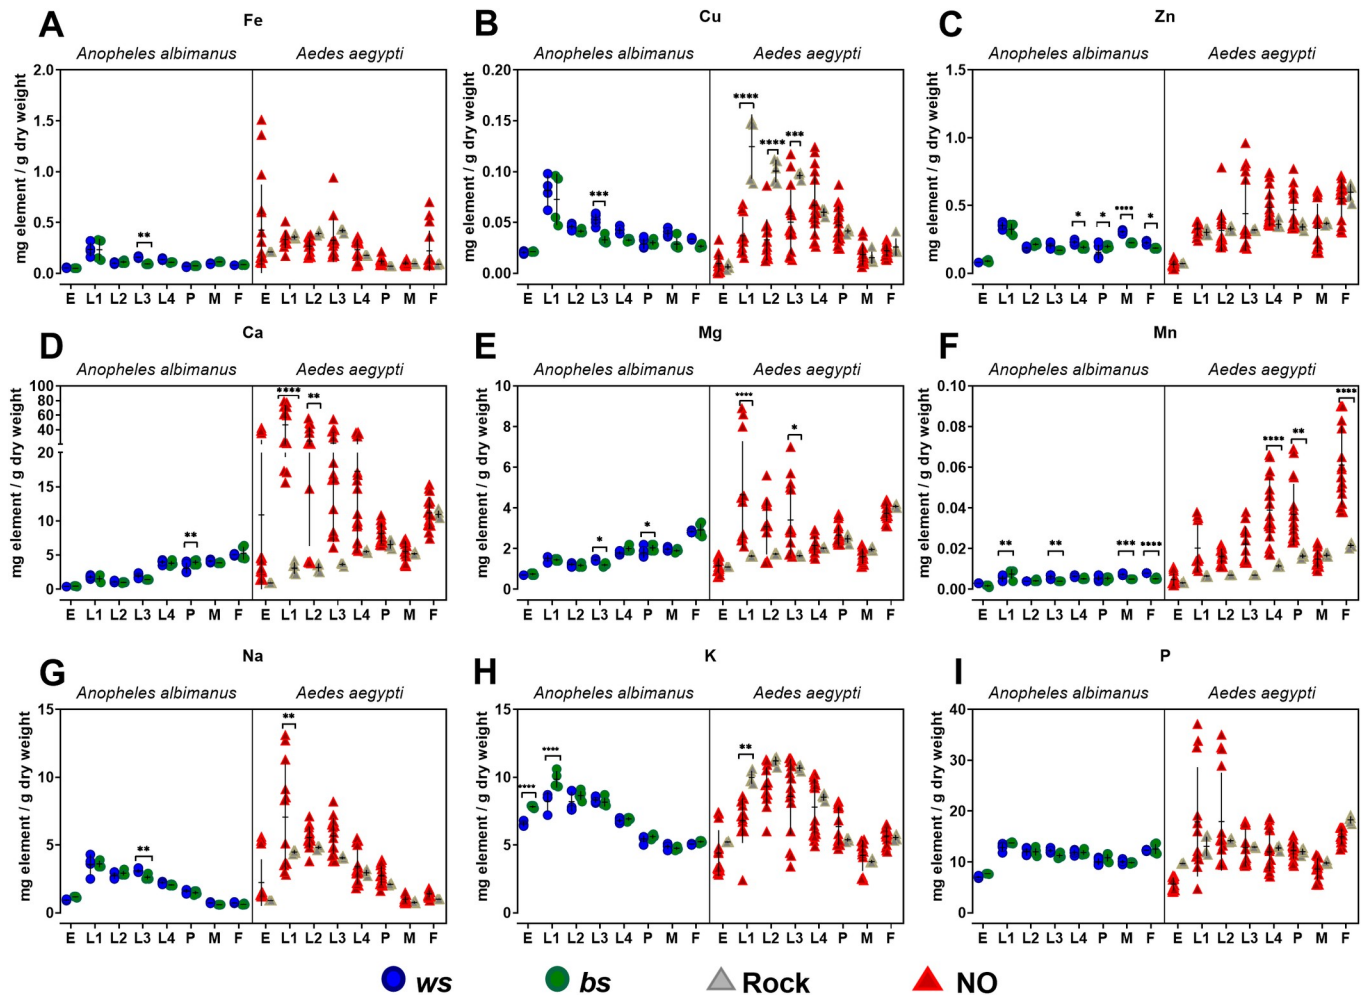 A Fe
Anopheles albimanus Aedes aegypti
mg element / g dry weight
2.0
1.5
1.0
0.5
0.0
**
E L1 L2 L3 L4 P M F E L1 L2 L3 L4 P M F
B Cu
Anopheles albimanus Aedes aegypti
mg element / g dry weight
0.20
0.15
0.10
0.05
0.00
*** **** **** ***
E L1 L2 L3 L4 P M F E L1 L2 L3 L4 P M F
C Zn
Anopheles albimanus Aedes aegypti
mg element / g dry weight
1.5
1.0
0.5
0.0
* * **** *
E L1 L2 L3 L4 P M F E L1 L2 L3 L4 P M F
D Ca
Anopheles albimanus Aedes aegypti
mg element / g dry weight
100
80
60
40
20
10
5
0
** **** **
E L1 L2 L3 L4 P M F E L1 L2 L3 L4 P M F
E Mg
Anopheles albimanus Aedes aegypti
mg element / g dry weight
10
8
6
4
2
0
* * **** *
E L1 L2 L3 L4 P M F E L1 L2 L3 L4 P M F
F Mn
Anopheles albimanus Aedes aegypti
mg element / g dry weight
0.10
0.08
0.06
0.04
0.02
0.00
** ** *** **** **** ** ****
E L1 L2 L3 L4 P M F E L1 L2 L3 L4 P M F
G Na
Anopheles albimanus Aedes aegypti
mg element / g dry weight
15
10
5
0
** **
E L1 L2 L3 L4 P M F E L1 L2 L3 L4 P M F
H K
Anopheles albimanus Aedes aegypti
mg element / g dry weight
15
10
5
0
**** **** **
E L1 L2 L3 L4 P M F E L1 L2 L3 L4 P M F
I P
Anopheles albimanus Aedes aegypti
mg element / g dry weight
40
30
20
10
0
E L1 L2 L3 L4 P M F E L1 L2 L3 L4 P M F
ws bs Rock NO